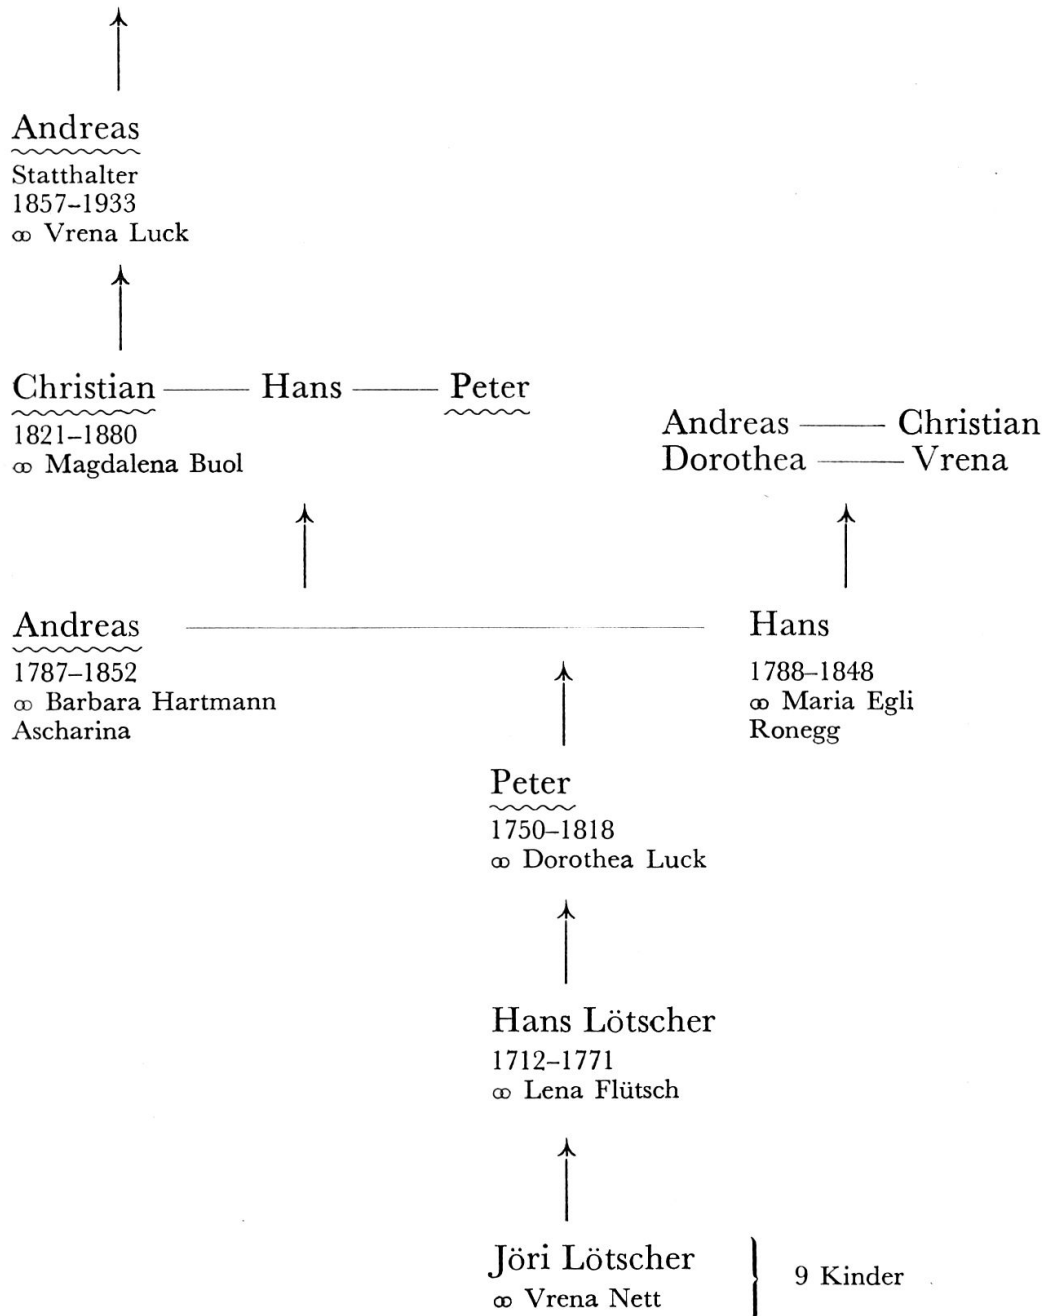 Andreas
Statthalter
1857–1933
⚭ Vrena Luck
Christian —— Hans —— Peter
1821–1880
⚭ Magdalena Buol
Andreas —— Christian
Dorothea —— Vrena
Andreas —— Hans
1787–1852
⚭ Barbara Hartmann
Ascharina
1788–1848
⚭ Maria Egli
Ronegg
Peter
1750–1818
⚭ Dorothea Luck
Hans Lötscher
1712–1771
⚭ Lena Flütsch
Jöri Lötscher
⚭ Vrena Nett
9 Kinder